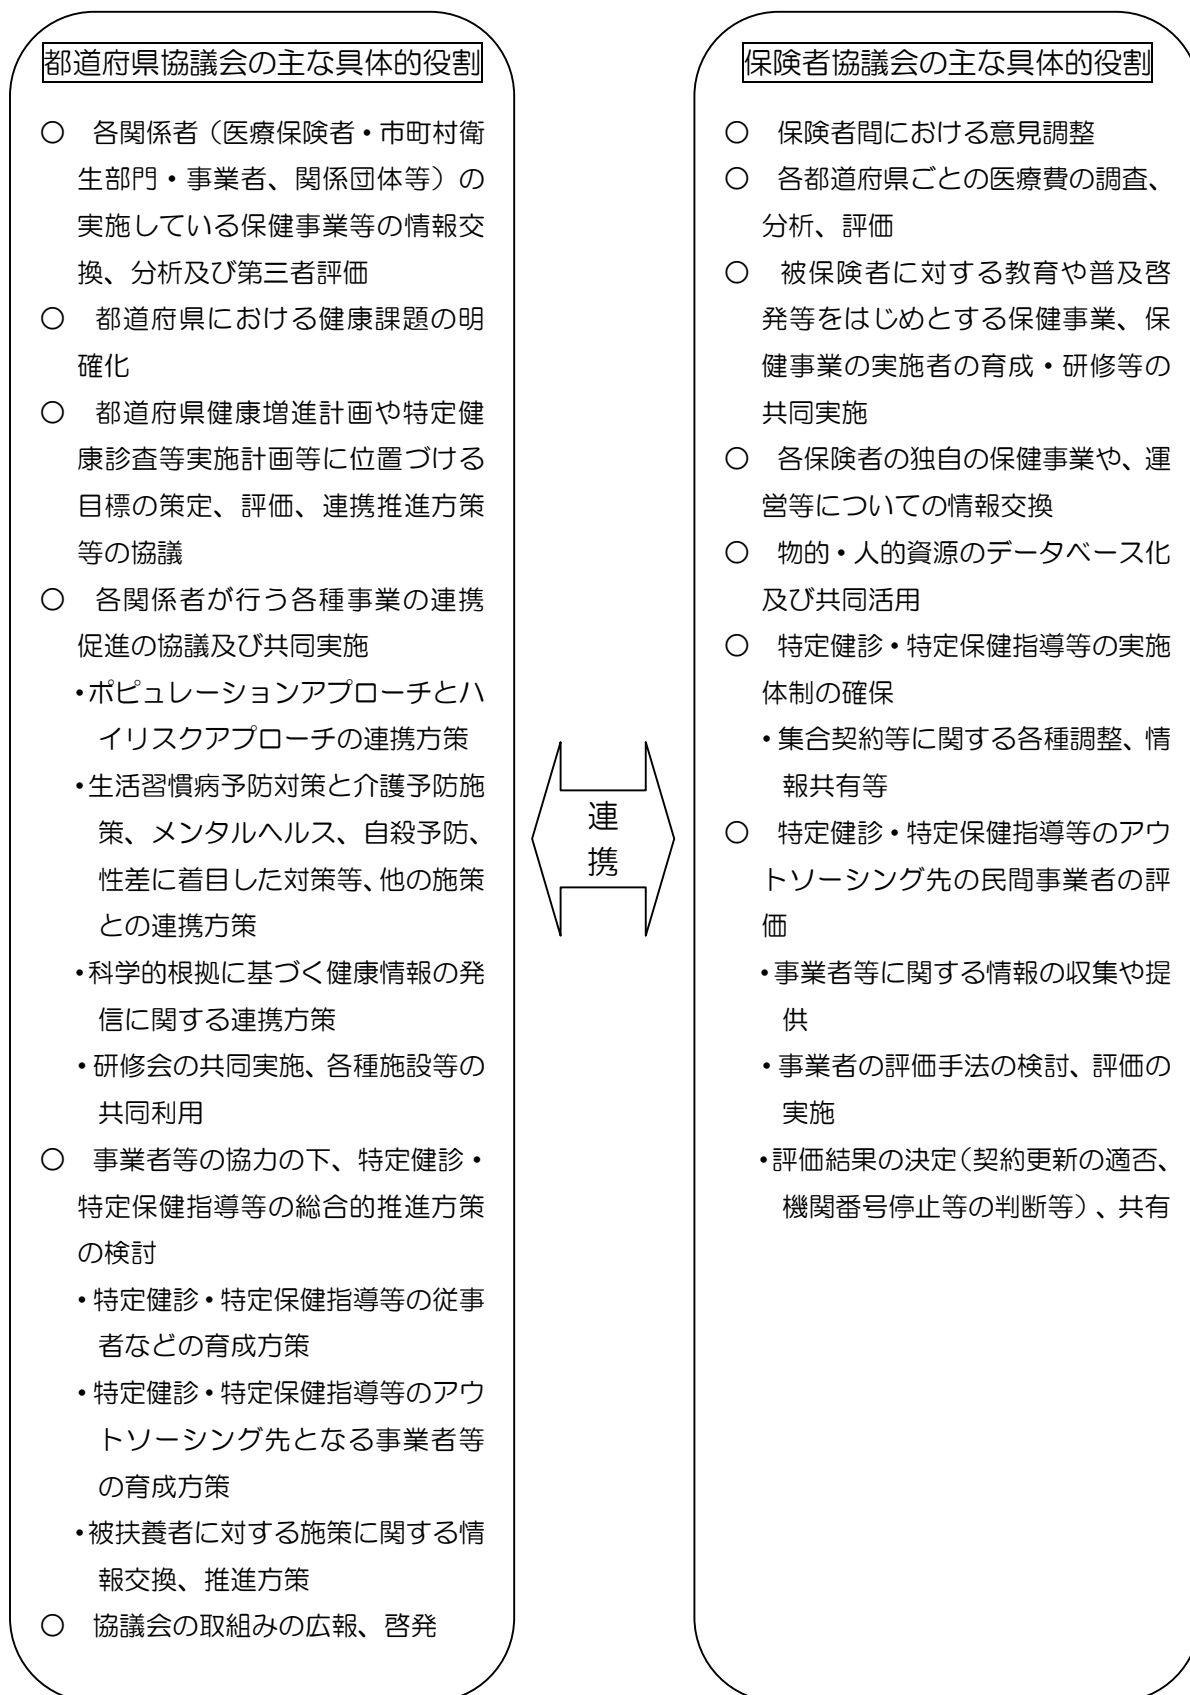 都道府県協議会の主な具体的役割
○ 各関係者（医療保険者・市町村衛
生部門・事業者、関係団体等）の
実施している保健事業等の情報交
換、分析及び第三者評価
○ 都道府県における健康課題の明
確化
○ 都道府県健康増進計画や特定健
康診査等実施計画等に位置づける
目標の策定、評価、連携推進方策
等の協議
○ 各関係者が行う各種事業の連携
促進の協議及び共同実施
・ポピュレーションアプローチとハ
イリスクアプローチの連携方策
・生活習慣病予防対策と介護予防施
策、メンタルヘルス、自殺予防、
性差に着目した対策等、他の施策
との連携方策
・科学的根拠に基づく健康情報の発
信に関する連携方策
・研修会の共同実施、各種施設等の
共同利用
○ 事業者等の協力の下、特定健診・
特定保健指導等の総合的推進方策
の検討
・特定健診・特定保健指導等の従事
者などの育成方策
・特定健診・特定保健指導等のアウ
トソーシング先となる事業者等
の育成方策
・被扶養者に対する施策に関する情
報交換、推進方策
○ 協議会の取組みの広報、啓発
連
携
保険者協議会の主な具体的役割
○ 保険者間における意見調整
○ 各都道府県ごとの医療費の調査、
分析、評価
○ 被保険者に対する教育や普及啓
発等をはじめとする保健事業、保
健事業の実施者の育成・研修等の
共同実施
○ 各保険者の独自の保健事業や、運
営等についての情報交換
○ 物的・人的資源のデータベース化
及び共同活用
○ 特定健診・特定保健指導等の実施
体制の確保
・集合契約等に関する各種調整、情
報共有等
○ 特定健診・特定保健指導等のアウ
トソーシング先の民間事業者の評
価
・事業者等に関する情報の収集や提
供
・事業者の評価手法の検討、評価の
実施
・評価結果の決定（契約更新の適否、
機関番号停止等の判断等）、共有